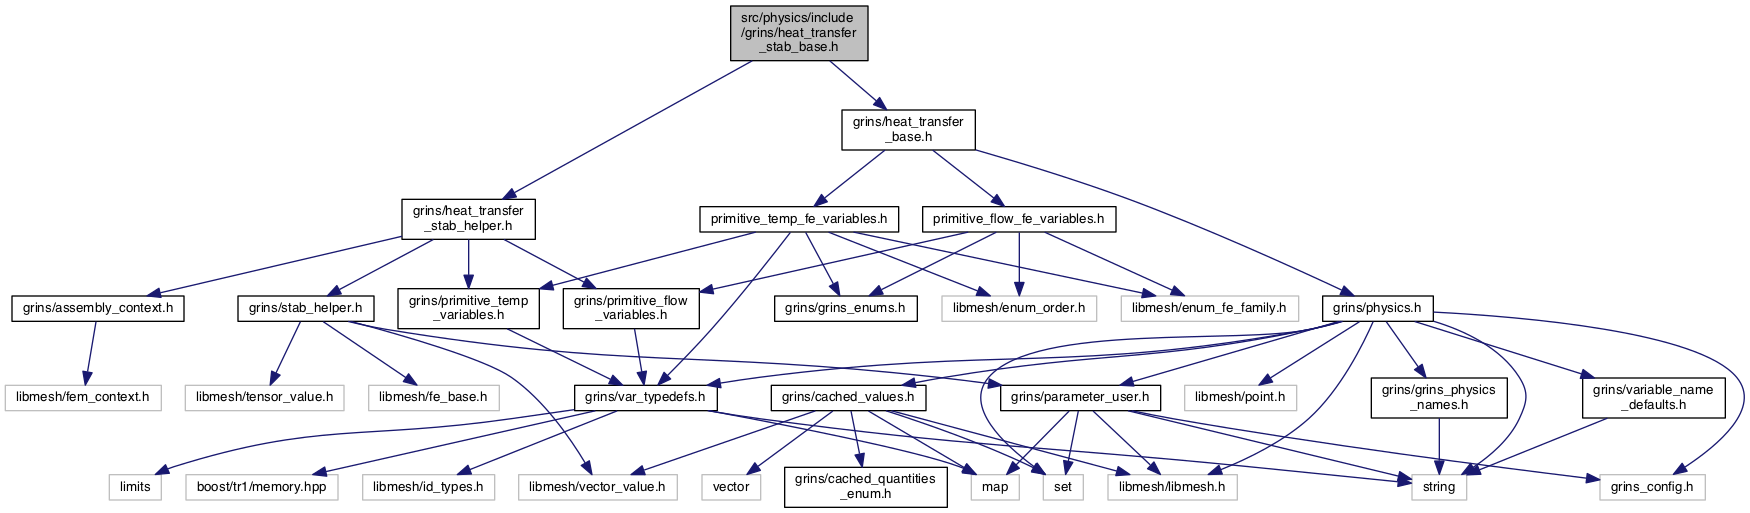 src/physics/include
/grins/heat_transfer
_stab_base.h
grins/heat_transfer
_base.h
grins/heat_transfer
_stab_helper.h
primitive_temp_fe_variables.h
primitive_flow_fe_variables.h
grins/assembly_context.h
grins/stab_helper.h
grins/primitive_temp
_variables.h
grins/primitive_flow
_variables.h
grins/grins_enums.h
libmesh/enum_order.h
libmesh/enum_fe_family.h
grins/physics.h
libmesh/fem_context.h
libmesh/tensor_value.h
libmesh/fe_base.h
grins/var_typedefs.h
grins/cached_values.h
grins/parameter_user.h
libmesh/point.h
grins/grins_physics
_names.h
grins/variable_name
_defaults.h
limits
boost/tr1/memory.hpp
libmesh/id_types.h
libmesh/vector_value.h
vector
grins/cached_quantities
_enum.h
map
set
libmesh/libmesh.h
string
grins_config.h